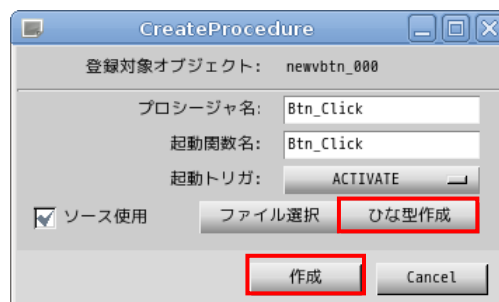 CreateProcedure
登録対象オブジェクト: newvbtn_000
プロシージャ名: Btn_Click
起動関数名: Btn_Click
起動トリガ: ACTIVATE
ソース使用 ファイル選択 ひな型作成
作成 Cancel